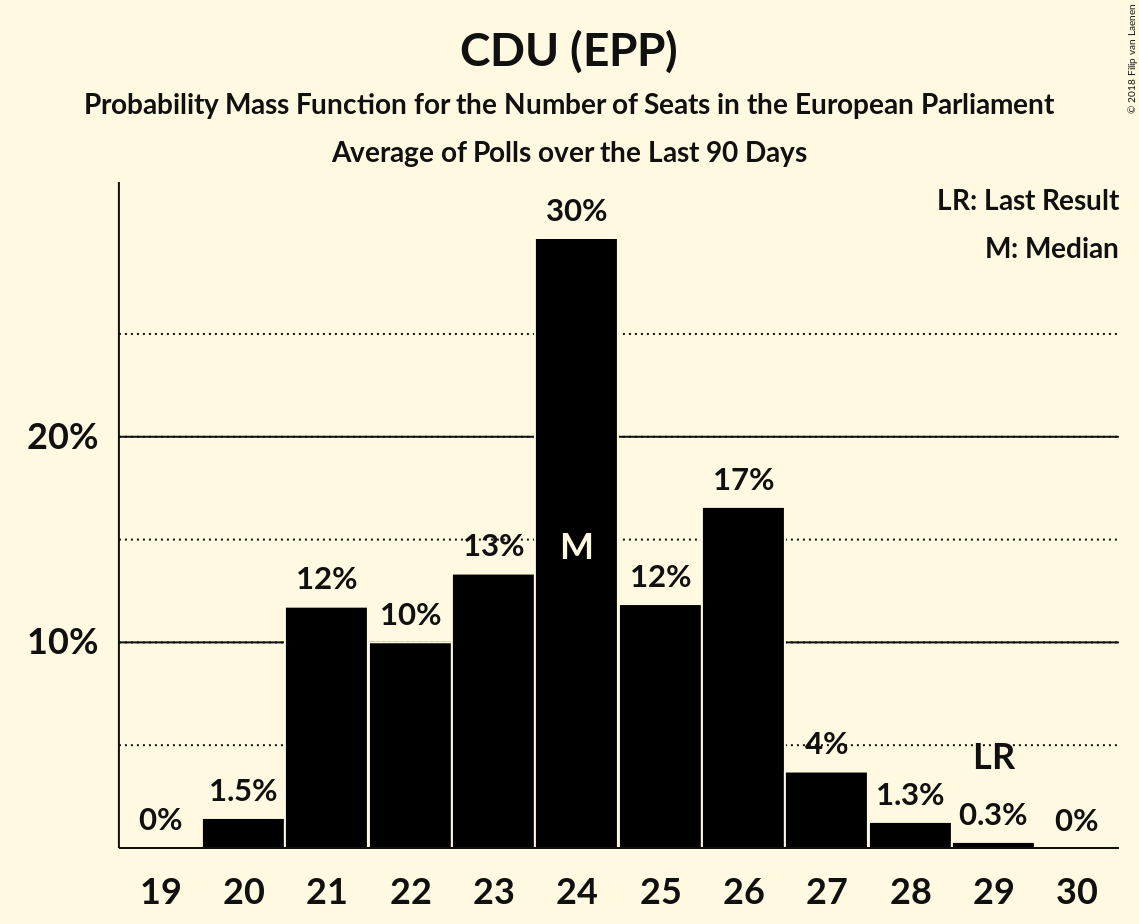 CDU (EPP)
Probability Mass Function for the Number of Seats in the European Parliament
Average of Polls over the Last 90 Days
© 2018 Filip van Laenen
LR: Last Result
M: Median
30%
20%
17%
13%
M
12%
12%
10%
10%
4%
LR
1.5%
1.3%
0.3%
0%
0%
19 20 21 22 23 24 25 26 27 28 29 30